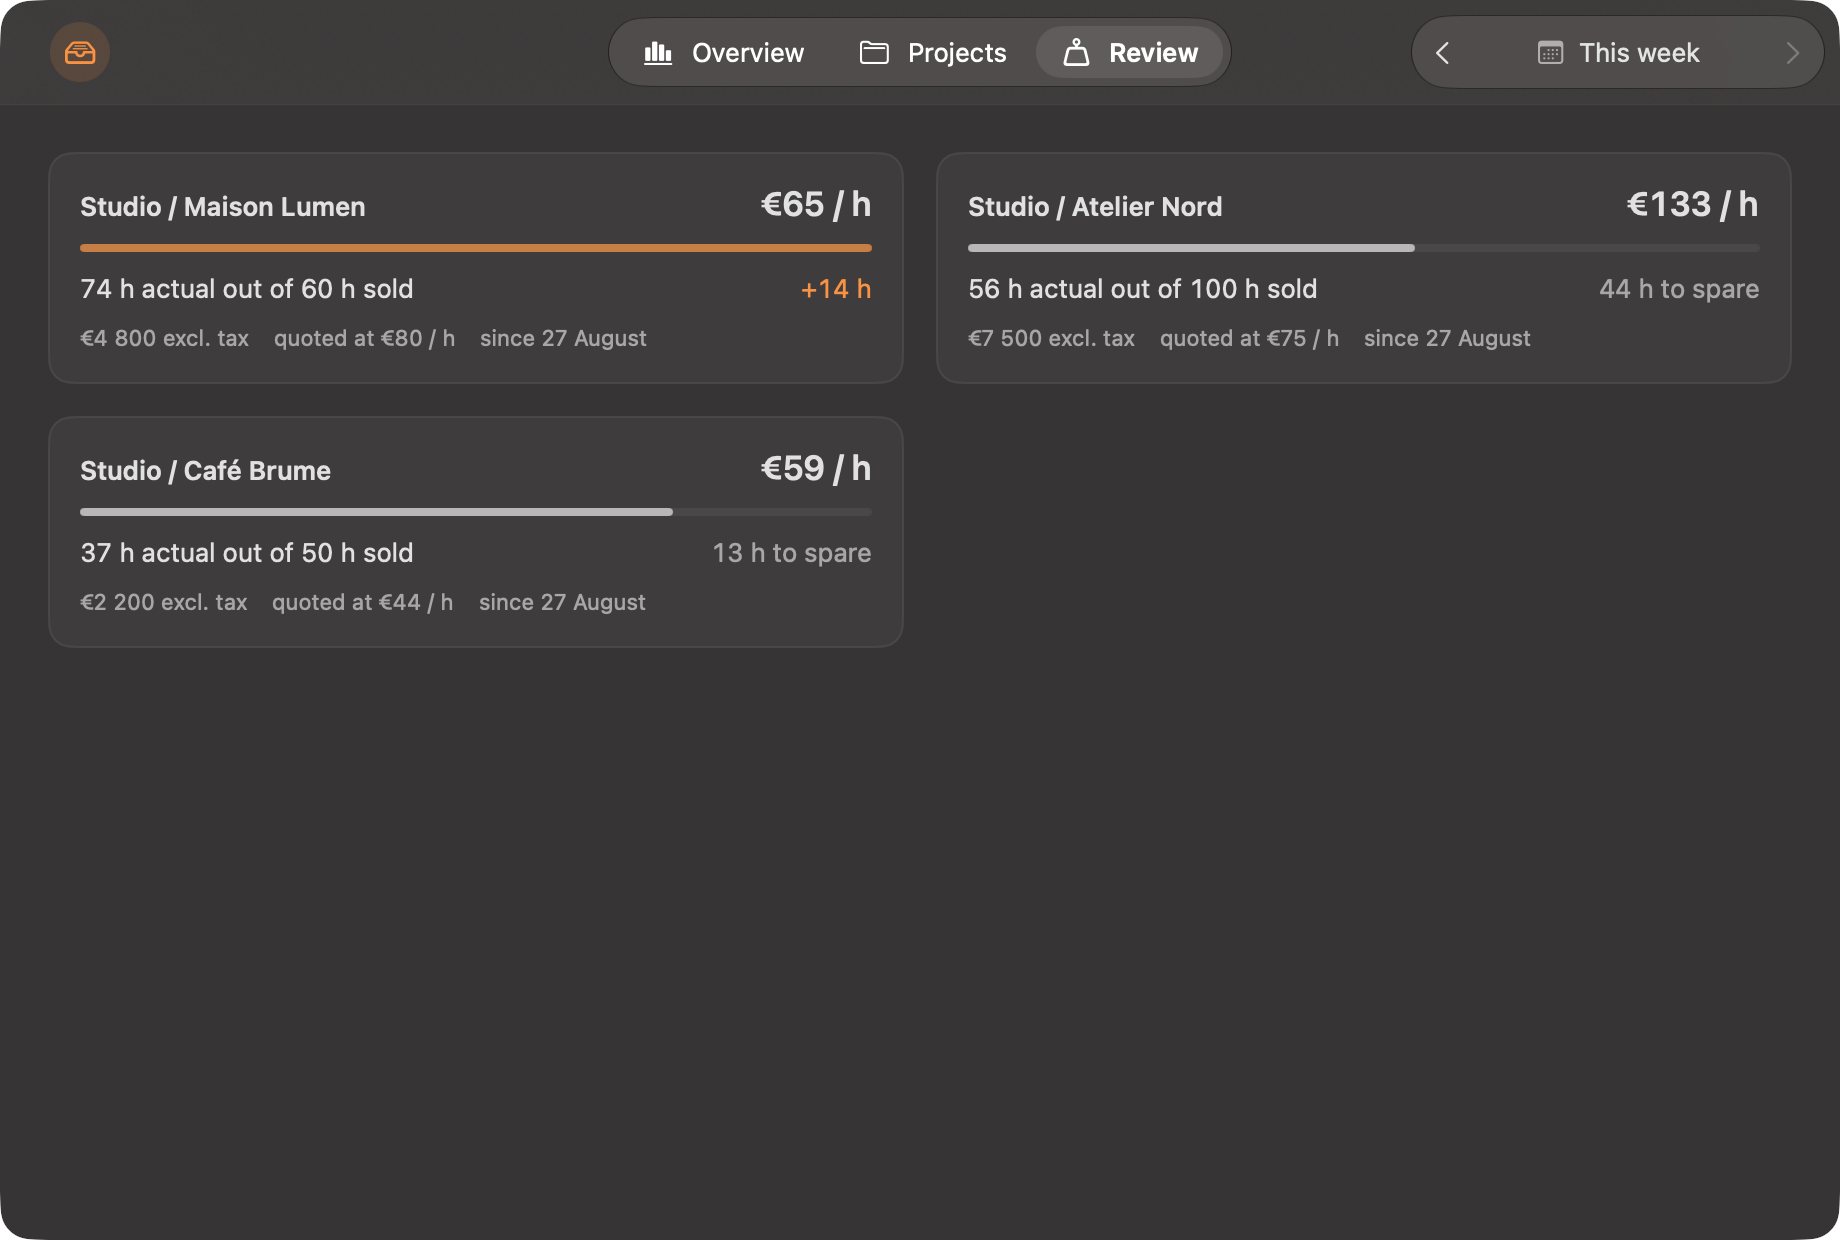 Overview
Projects
Review
This week
Studio / Maison Lumen
€65 / h
74 h actual out of 60 h sold
+14 h
€4 800 excl. tax quoted at €80 / h since 27 August
Studio / Atelier Nord
€133 / h
56 h actual out of 100 h sold
44 h to spare
€7 500 excl. tax quoted at €75 / h since 27 August
Studio / Café Brume
€59 / h
37 h actual out of 50 h sold
13 h to spare
€2 200 excl. tax quoted at €44 / h since 27 August